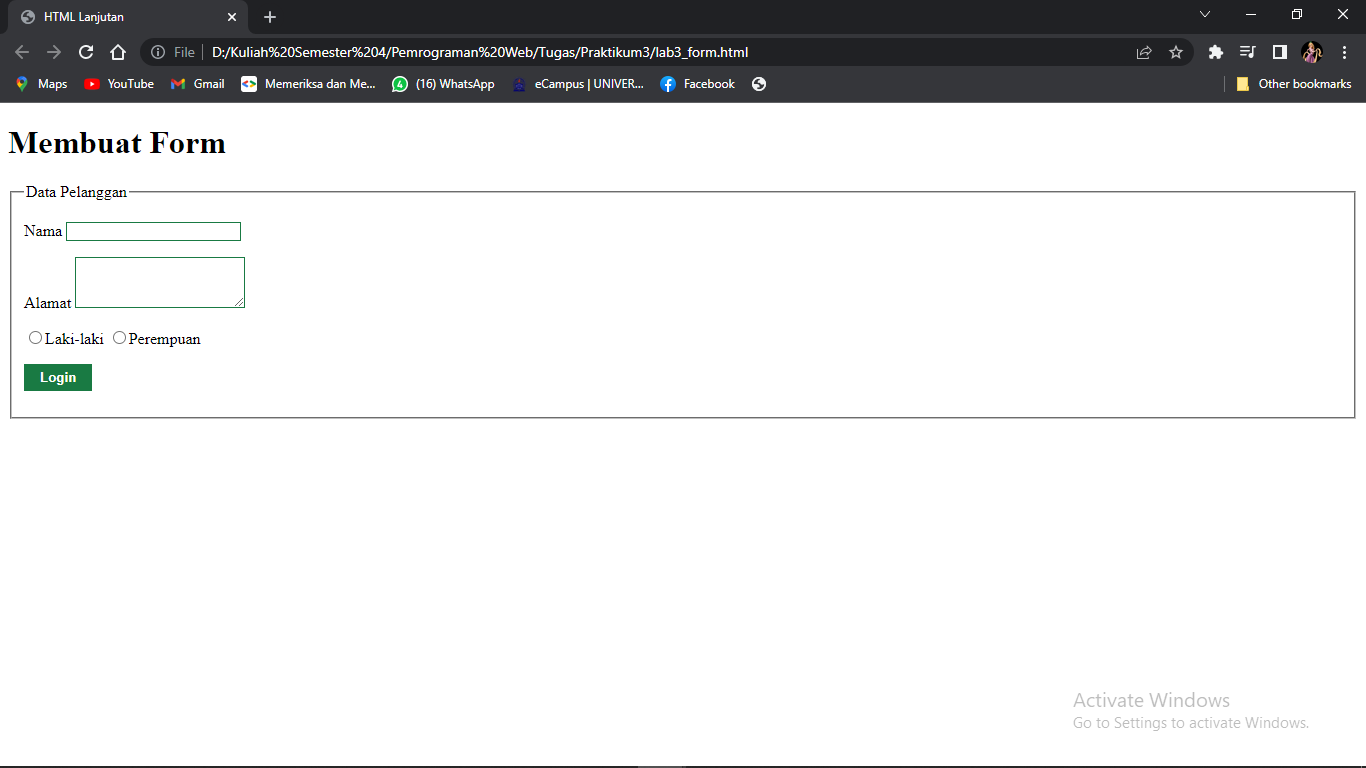 HTML Lanjutan
File D:/Kuliah%20Semester%204/Pemrograman%20Web/Tugas/Praktikum3/lab3_form.html
Maps YouTube Gmail Memeriksa dan Me... 4 (16) WhatsApp eCampus | UNIVER... Facebook Other bookmarks
Membuat Form
Data Pelanggan
Nama
Alamat
Laki-laki Perempuan
Login
Activate Windows
Go to Settings to activate Windows.